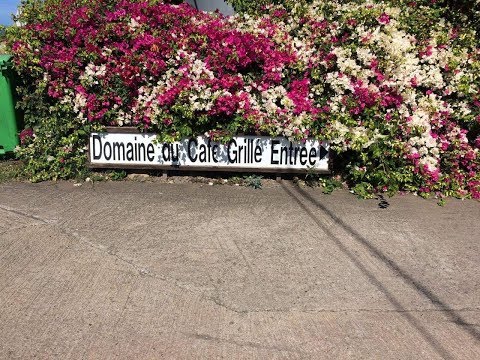 Domaine du Café Grillé Entrée